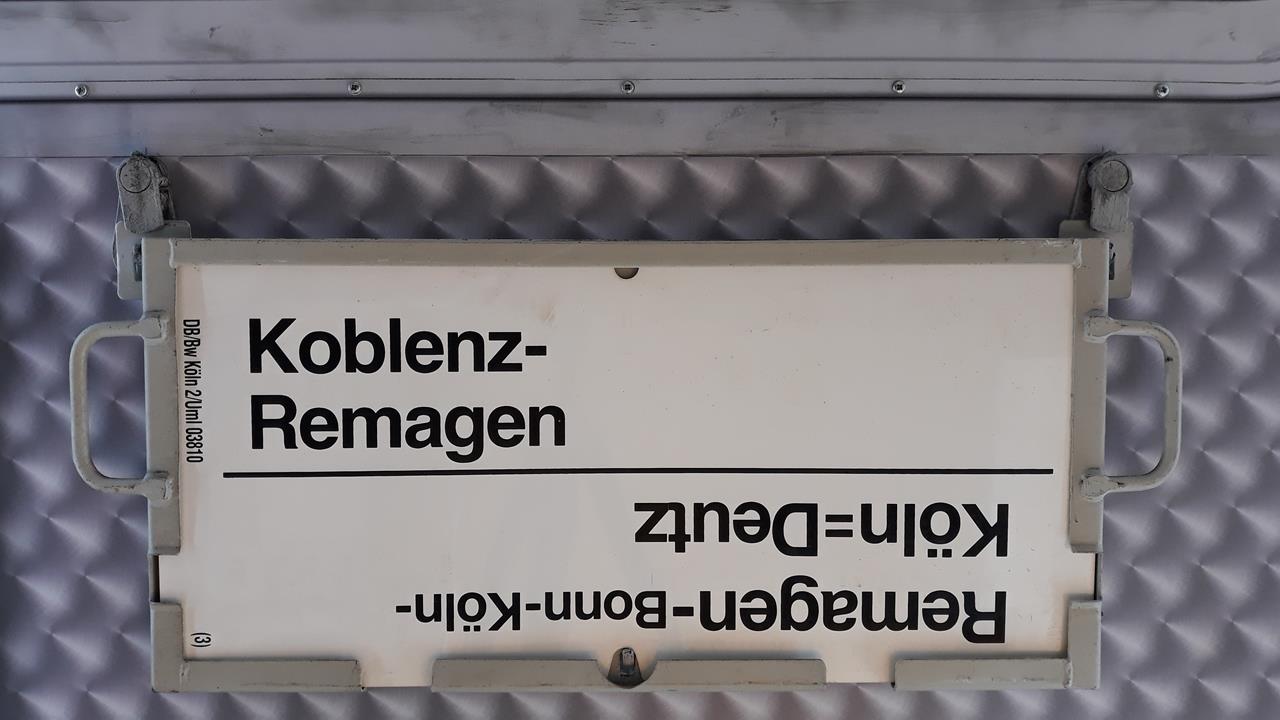 Koblenz-
Remagen
Remagen-Bonn-Köln-
Köln=Deutz
DB/Bw Köln 2/Uml 03810
(3)